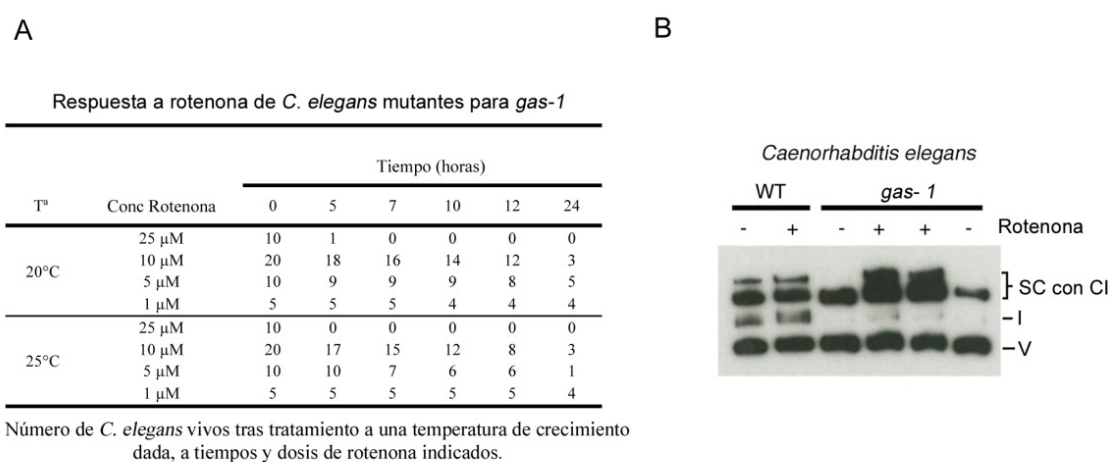 A
Respuesta a rotenona de C. elegans mutantes para gas-1
Tiempo (horas)
Tª Conc Rotenona 0 5 7 10 12 24
20°C
25 µM 10 1 0 0 0 0
10 µM 20 18 16 14 12 3
5 µM 10 9 9 9 8 5
1 µM 5 5 5 4 4 4
25°C
25 µM 10 0 0 0 0 0
10 µM 20 17 15 12 8 3
5 µM 10 10 7 6 6 1
1 µM 5 5 5 5 5 4
Número de C. elegans vivos tras tratamiento a una temperatura de crecimiento
dada, a tiempos y dosis de rotenona indicados.
B
Caenorhabditis elegans
WT gas- 1
- + - + + - Rotenona
SC con CI
I
V